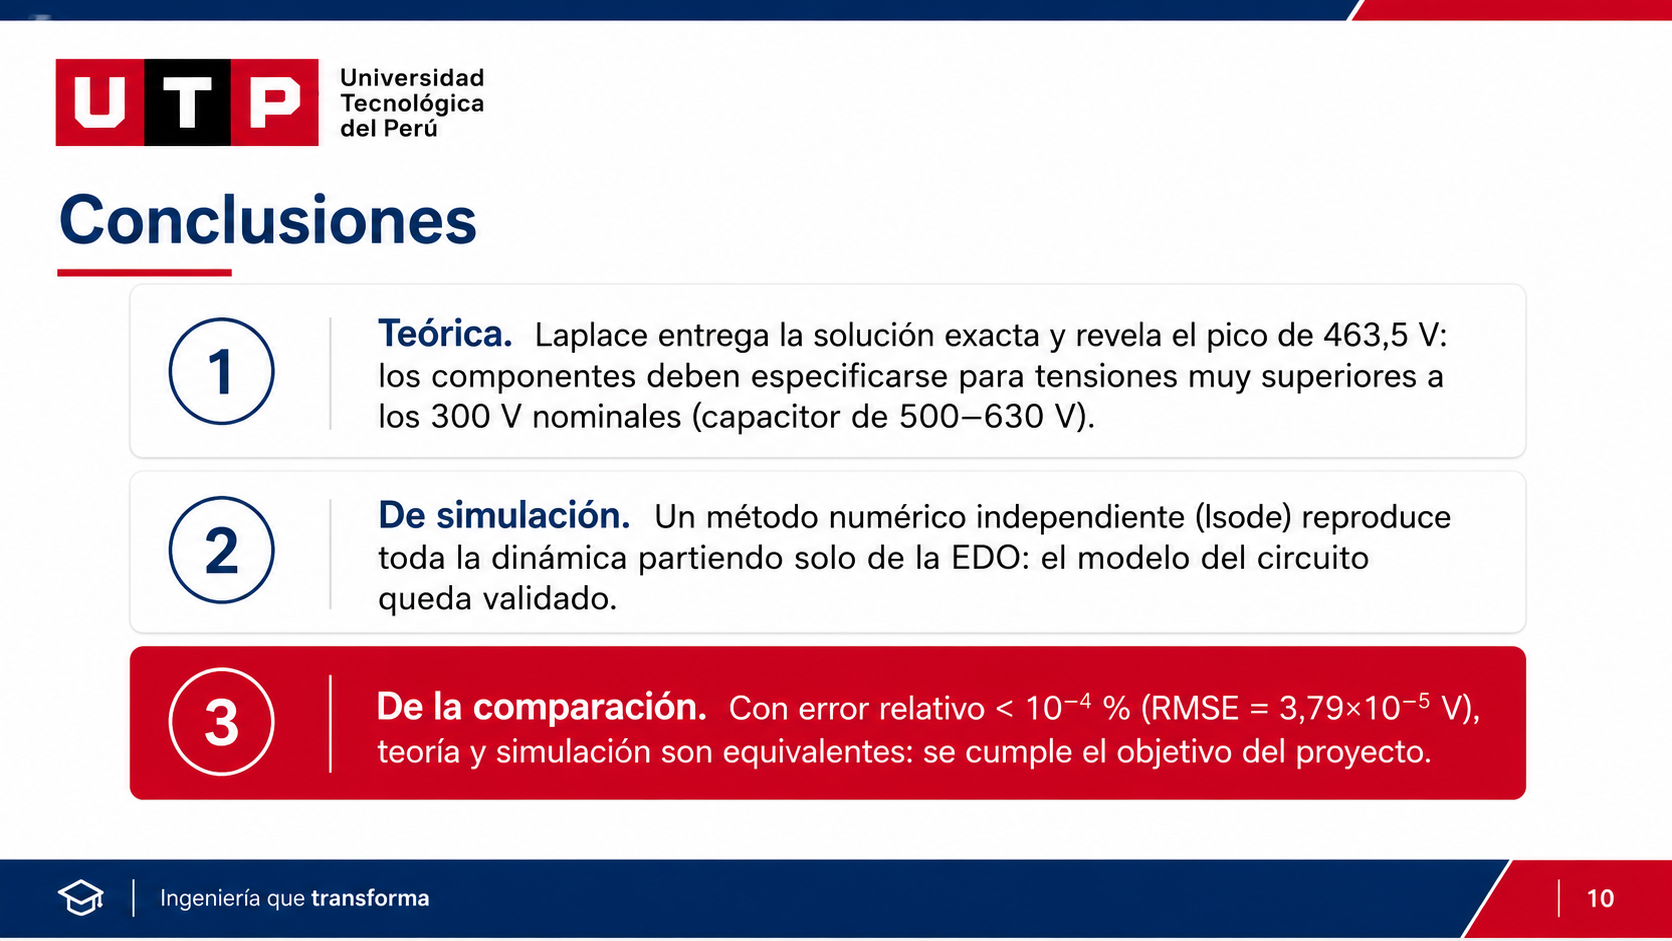 UTP
Universidad
Tecnológica
del Perú
Conclusiones
1
Teórica. Laplace entrega la solución exacta y revela el pico de 463,5 V:
los componentes deben especificarse para tensiones muy superiores a
los 300 V nominales (capacitor de 500–630 V).
2
De simulación. Un método numérico independiente (lsode) reproduce
toda la dinámica partiendo solo de la EDO: el modelo del circuito
queda validado.
3
De la comparación. Con error relativo < 10⁻⁴ % (RMSE = 3,79×10⁻⁵ V),
teoría y simulación son equivalentes: se cumple el objetivo del proyecto.
Ingeniería que transforma
10